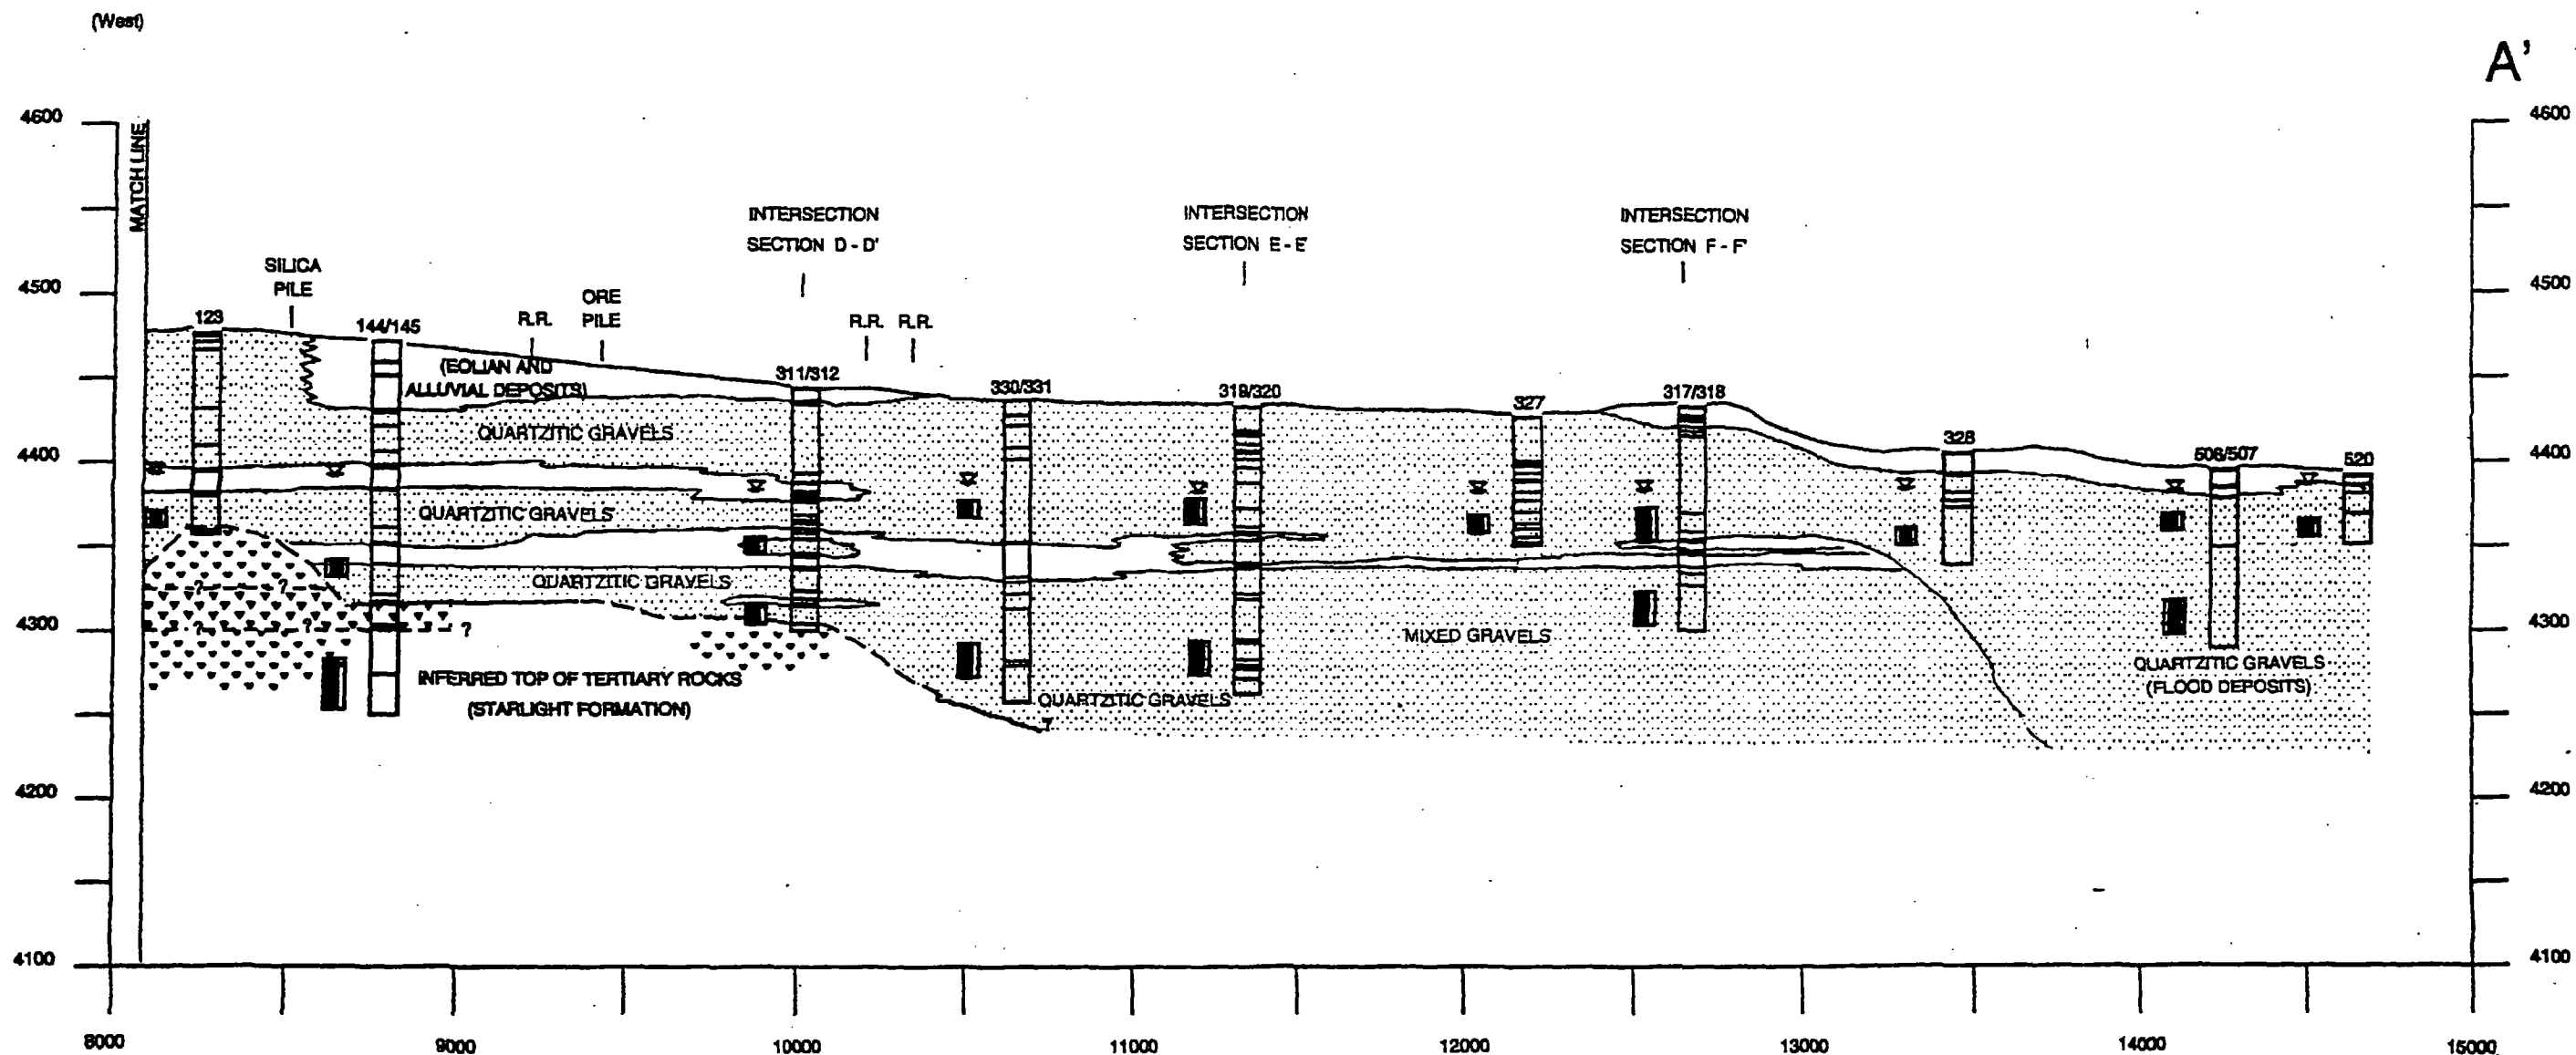 (West)
A'
4600
4600
MATCH LINE
INTERSECTION
SECTION D - D'
INTERSECTION
SECTION E - E'
INTERSECTION
SECTION F - F'
SILICA
PILE
4500
4500
ORE
PILE
123
144/145
R.R.
R.R.
R.R.
(EOLIAN AND
ALLUVIAL DEPOSITS)
311/312
330/331
319/320
327
317/318
328
506/507
520
QUARTZITIC GRAVELS
4400
4400
QUARTZITIC GRAVELS
QUARTZITIC GRAVELS
? ?
4300
? ? ?
MIXED GRAVELS
4300
QUARTZITIC GRAVELS
(FLOOD DEPOSITS)
INFERRED TOP OF TERTIARY ROCKS
(STARLIGHT FORMATION)
QUARTZITIC GRAVELS
?
4200
4200
4100
4100
8000
9000
10000
11000
12000
13000
14000
15000